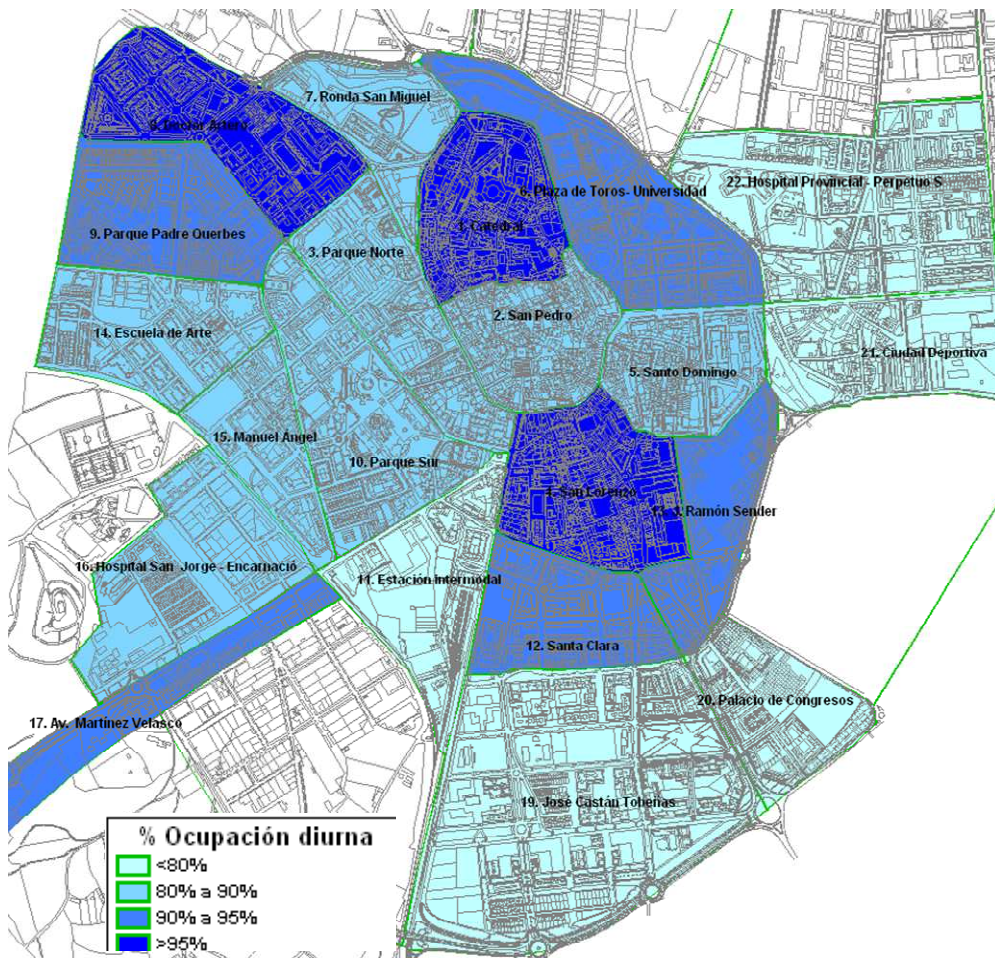 7. Ronda San Miguel
8. Doctor Artero
6. Plaza de Toros- Universidad
22. Hospital Provincial - Perpetuo S
1. Catedral
9. Parque Padre Querbes
3. Parque Norte
2. San Pedro
14. Escuela de Arte
21. Ciudad Deportiva
5. Santo Domingo
15. Manuel Ángel
10. Parque Sur
4. San Lorenzo
13. J. Ramón Sender
16. Hospital San Jorge - Encarnació
11. Estación Intermodal
12. Santa Clara
20. Palacio de Congresos
17. Av. Martínez Velasco
19. José Castán Tobeñas
% Ocupación diurna
<80%
80% a 90%
90% a 95%
>95%